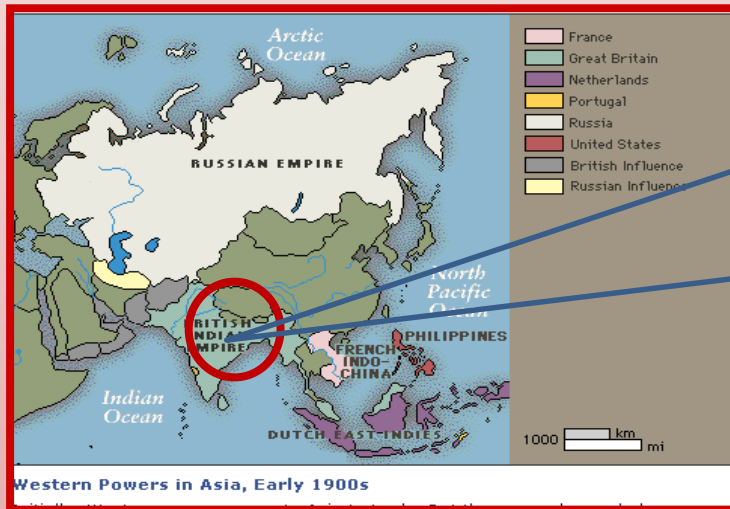 Arctic
Ocean
RUSSIAN EMPIRE
North
Pacific
Ocean
BRITISH
INDIAN
EMPIRE
PHILIPPINES
FRENCH
INDO-
CHINA
Indian
Ocean
DUTCH EAST INDIES
France
Great Britain
Netherlands
Portugal
Russia
United States
British Influence
Russian Influence
1000 km
mi
Western Powers in Asia, Early 1900s